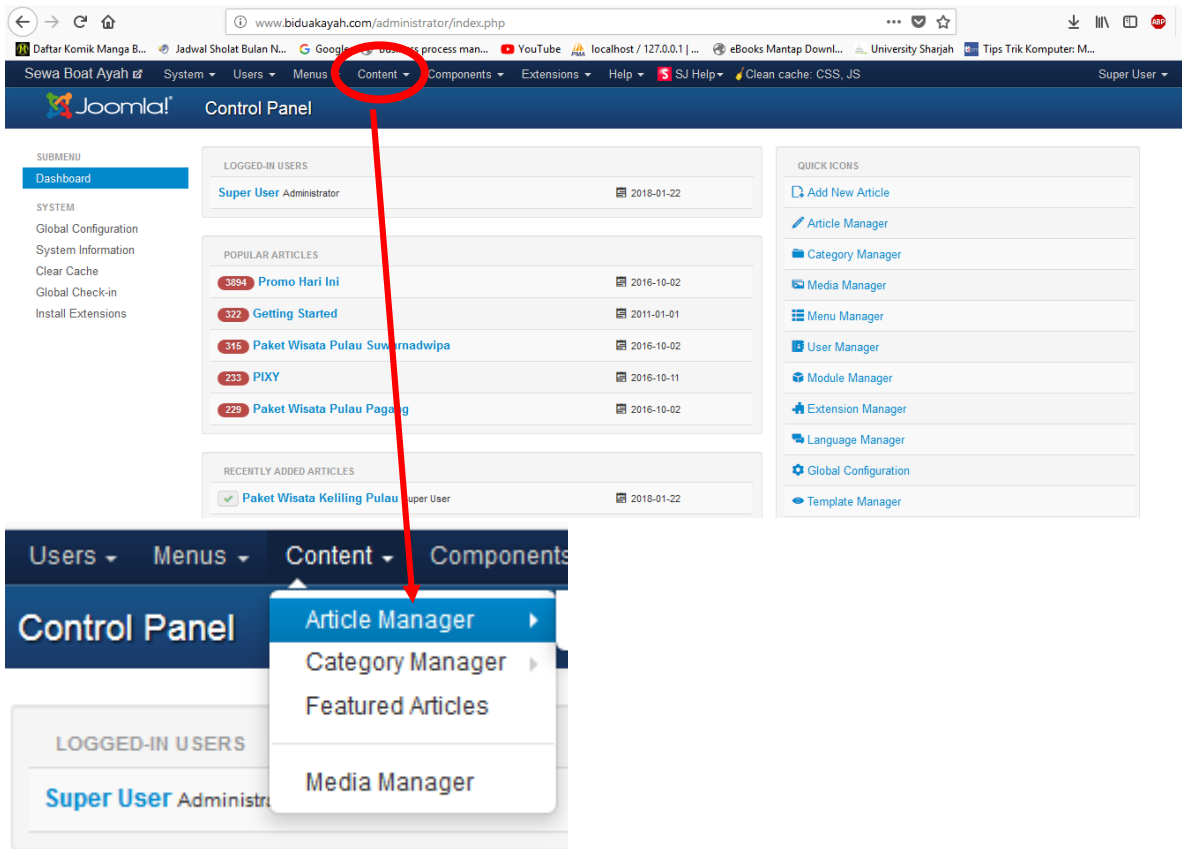 www.biduakayah.com/administrator/index.php
Daftar Komik Manga B... Jadwal Sholat Bulan N... Google process man... YouTube localhost / 127.0.0.1 | ... eBooks Mantap Downl... University Sharjah Tips Trik Komputer: M...
Sewa Boat Ayah System Users Menus Content Components Extensions Help SJ Help Clean cache: CSS, JS Super User
Joomla! Control Panel
SUBMENU
Dashboard
SYSTEM
Global Configuration
System Information
Clear Cache
Global Check-in
Install Extensions
LOGGED-IN USERS
Super User Administrator 2018-01-22
POPULAR ARTICLES
3894 Promo Hari Ini 2016-10-02
322 Getting Started 2011-01-01
315 Paket Wisata Pulau Suwarnadwipa 2016-10-02
233 PIXY 2016-10-11
229 Paket Wisata Pulau Pagang 2016-10-02
RECENTLY ADDED ARTICLES
Paket Wisata Keliling Pulau Super User 2018-01-22
QUICK ICONS
Add New Article
Article Manager
Category Manager
Media Manager
Menu Manager
User Manager
Module Manager
Extension Manager
Language Manager
Global Configuration
Template Manager
Users Menus Content Components
Control Panel
Article Manager
Category Manager
Featured Articles
Media Manager
LOGGED-IN USERS
Super User Administra